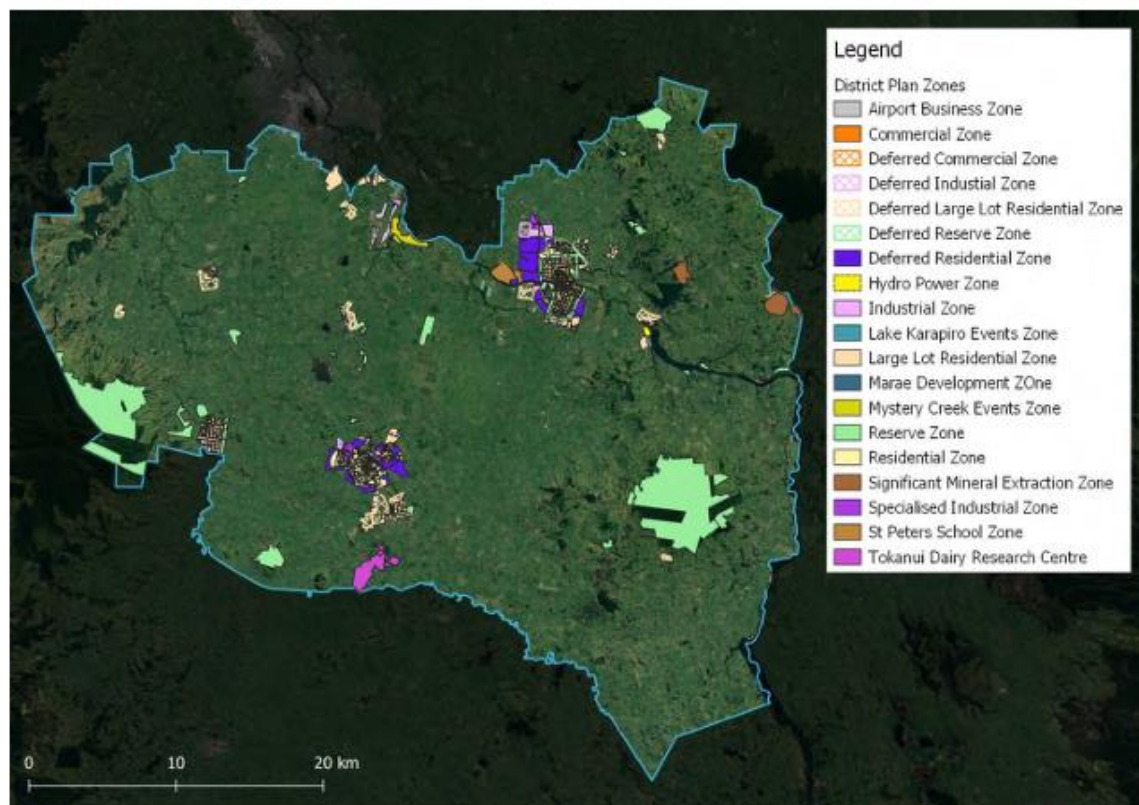 Legend
District Plan Zones
Airport Business Zone
Commercial Zone
Deferred Commercial Zone
Deferred Industial Zone
Deferred Large Lot Residential Zone
Deferred Reserve Zone
Deferred Residential Zone
Hydro Power Zone
Industrial Zone
Lake Karapiro Events Zone
Large Lot Residential Zone
Marae Development ZOne
Mystery Creek Events Zone
Reserve Zone
Residential Zone
Significant Mineral Extraction Zone
Specialised Industrial Zone
St Peters School Zone
Tokanui Dairy Research Centre
0 10 20 km